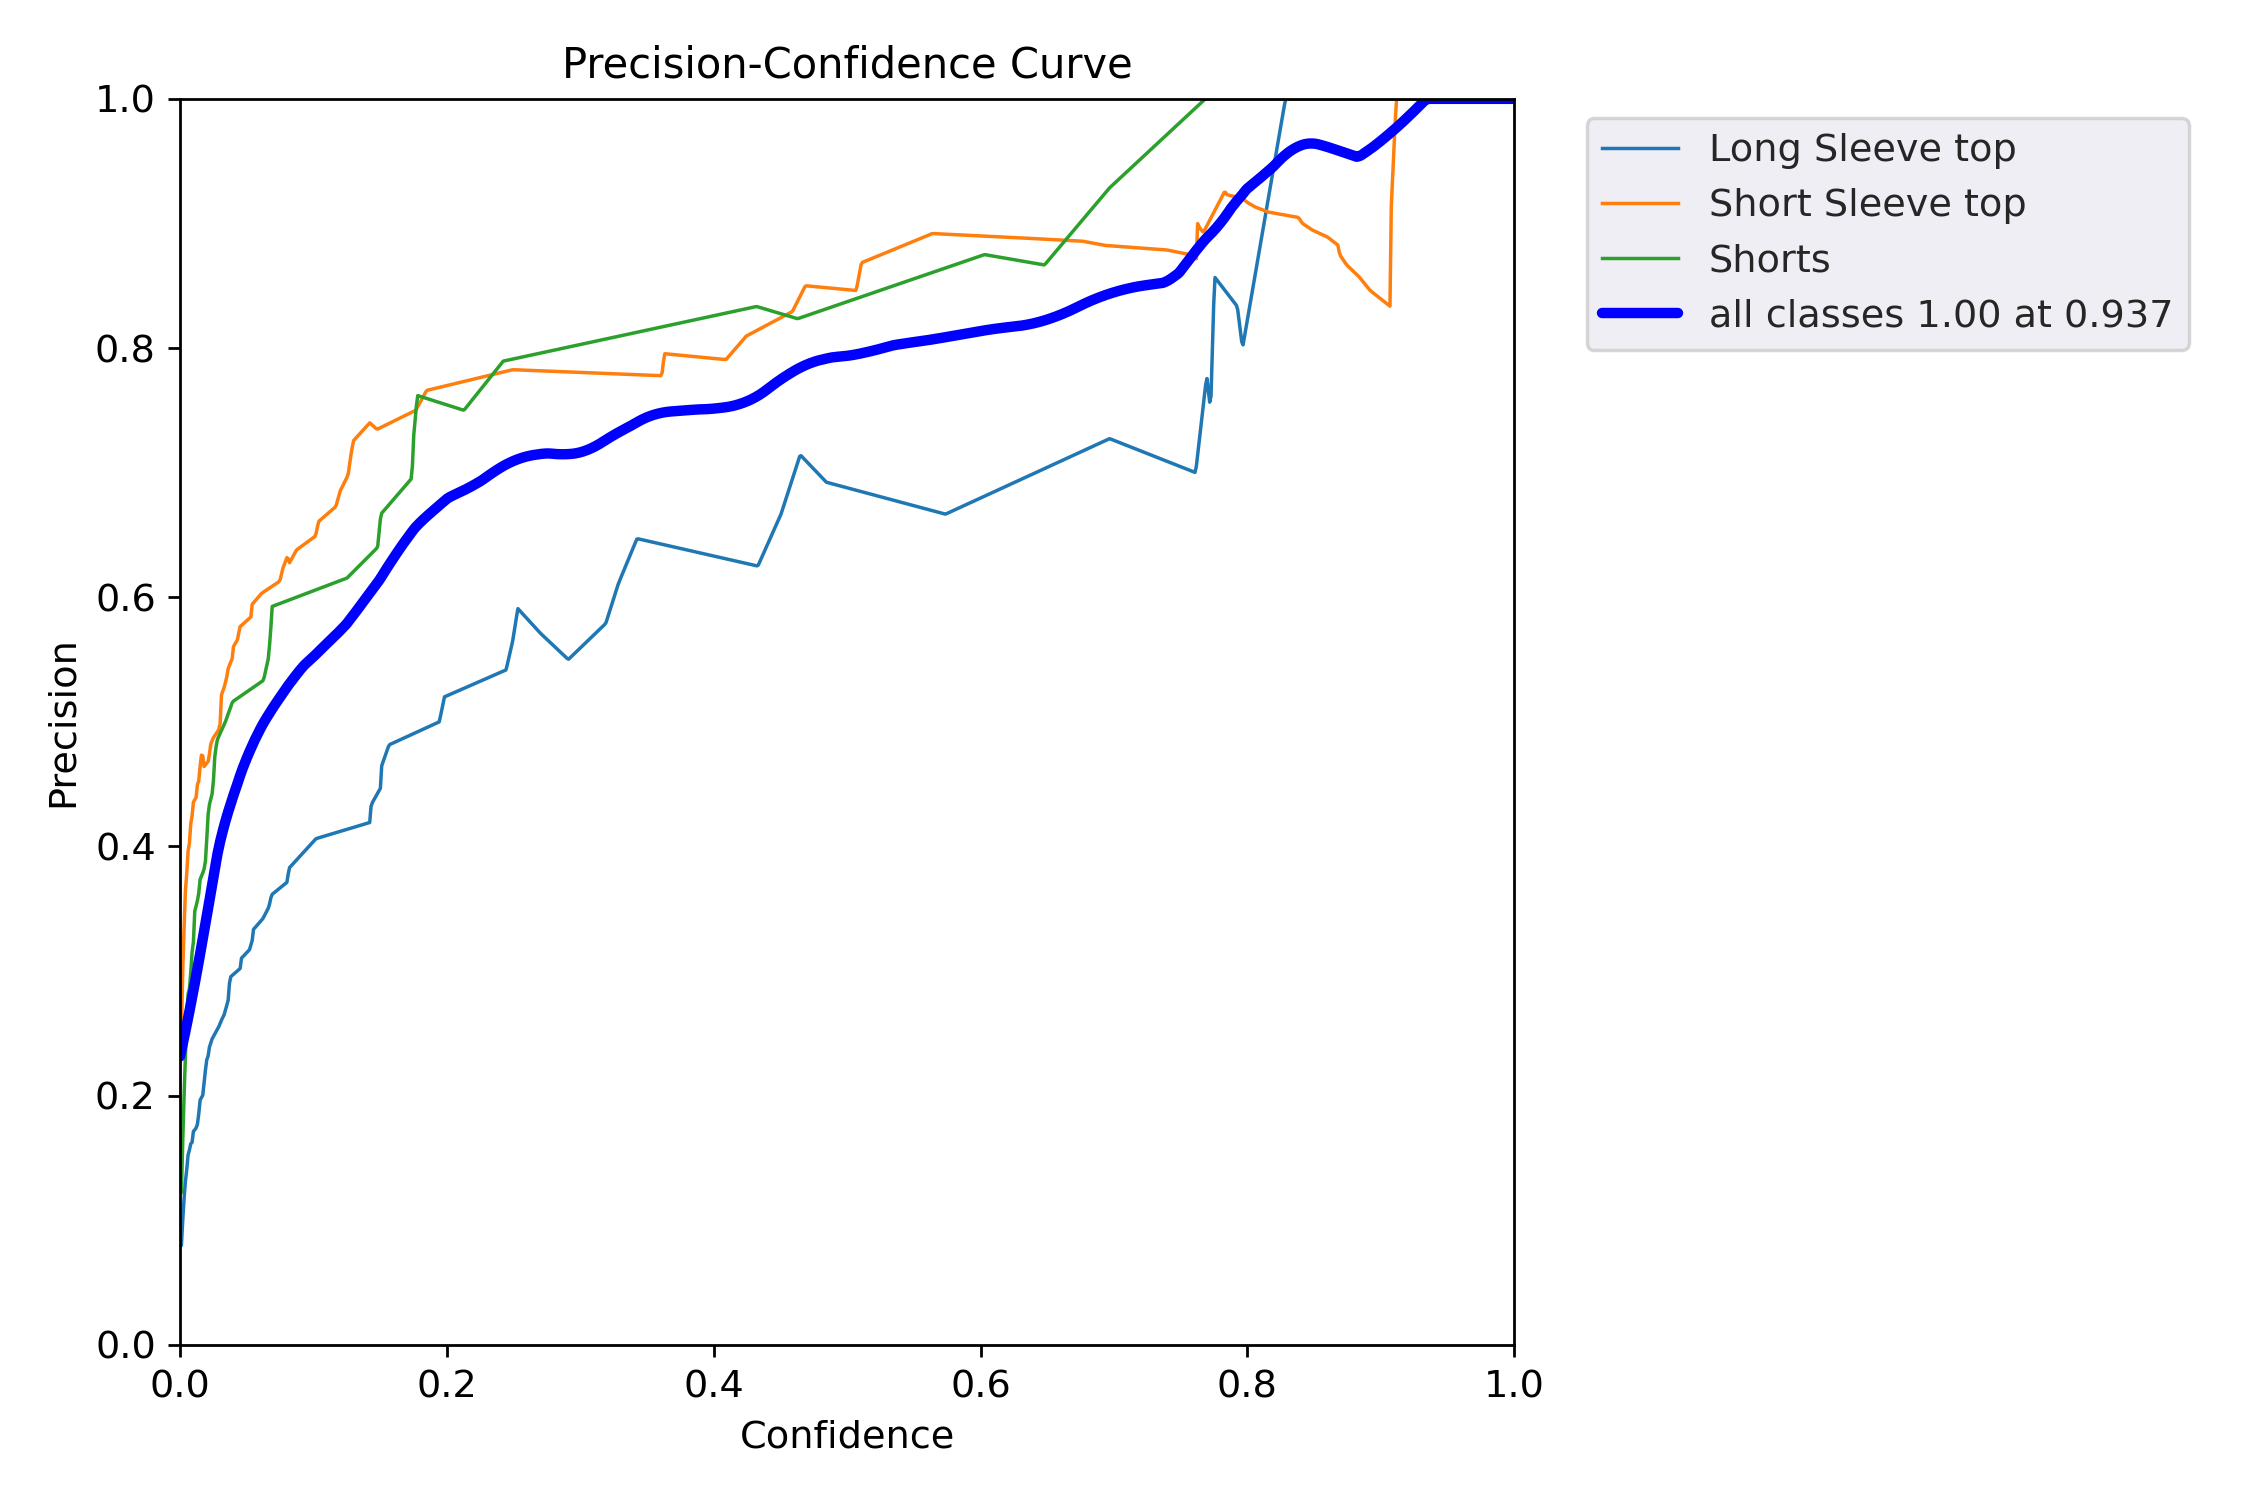 Precision-Confidence Curve
1.0
0.8
0.6
0.4
0.2
0.0
Precision
0.0 0.2 0.4 0.6 0.8 1.0
Confidence
Long Sleeve top
Short Sleeve top
Shorts
all classes 1.00 at 0.937